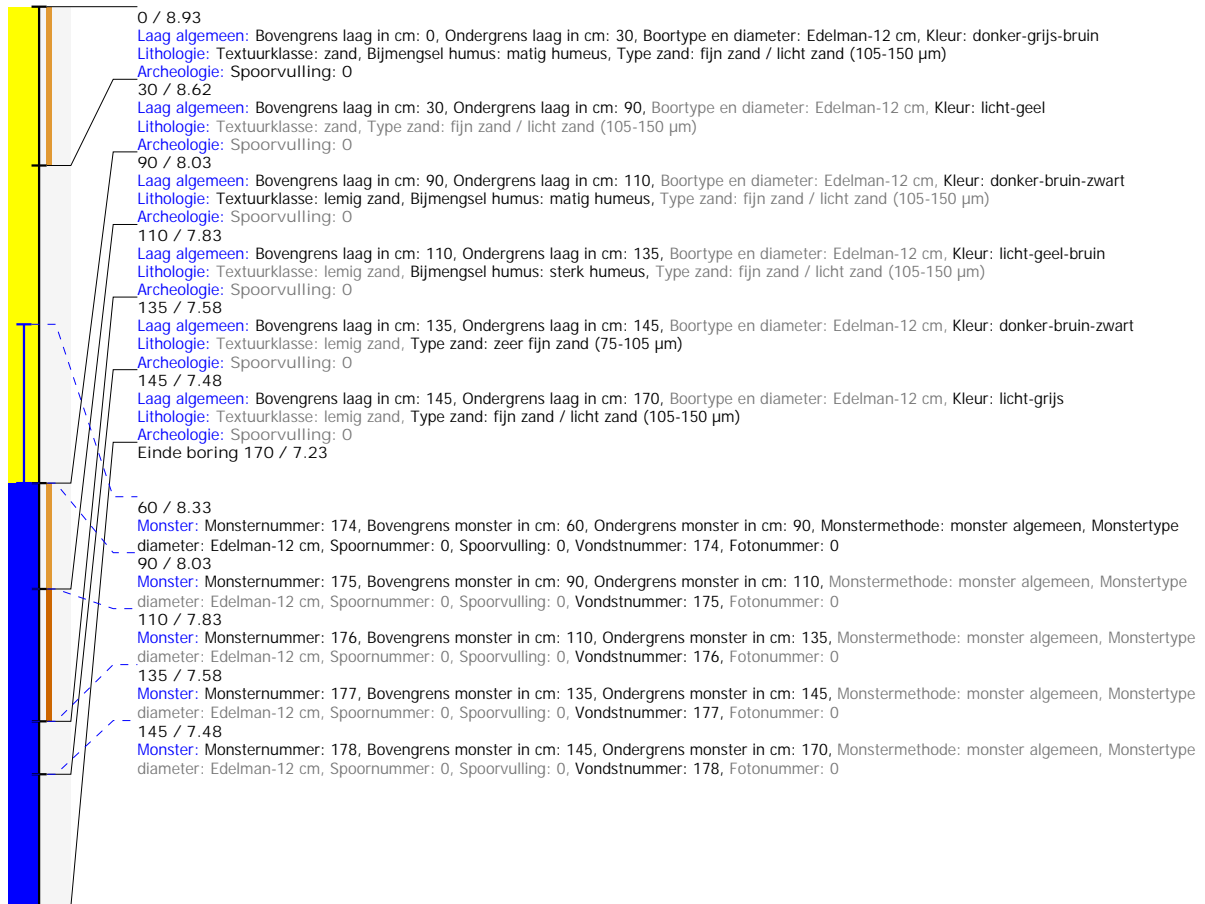 0 / 8.93
Laag algemeen: Bovengrens laag in cm: 0, Ondergrens laag in cm: 30, Boortype en diameter: Edelman-12 cm, Kleur: donker-grijs-bruin
Lithologie: Textuurklasse: zand, Bijmengsel humus: matig humeus, Type zand: fijn zand / licht zand (105-150 µm)
Archeologie: Spoorvulling: 0
30 / 8.62
Laag algemeen: Bovengrens laag in cm: 30, Ondergrens laag in cm: 90, Boortype en diameter: Edelman-12 cm, Kleur: licht-geel
Lithologie: Textuurklasse: zand, Type zand: fijn zand / licht zand (105-150 µm)
Archeologie: Spoorvulling: 0
90 / 8.03
Laag algemeen: Bovengrens laag in cm: 90, Ondergrens laag in cm: 110, Boortype en diameter: Edelman-12 cm, Kleur: donker-bruin-zwart
Lithologie: Textuurklasse: lemig zand, Bijmengsel humus: matig humeus, Type zand: fijn zand / licht zand (105-150 µm)
Archeologie: Spoorvulling: 0
110 / 7.83
Laag algemeen: Bovengrens laag in cm: 110, Ondergrens laag in cm: 135, Boortype en diameter: Edelman-12 cm, Kleur: licht-geel-bruin
Lithologie: Textuurklasse: lemig zand, Bijmengsel humus: sterk humeus, Type zand: fijn zand / licht zand (105-150 µm)
Archeologie: Spoorvulling: 0
135 / 7.58
Laag algemeen: Bovengrens laag in cm: 135, Ondergrens laag in cm: 145, Boortype en diameter: Edelman-12 cm, Kleur: donker-bruin-zwart
Lithologie: Textuurklasse: lemig zand, Type zand: zeer fijn zand (75-105 µm)
Archeologie: Spoorvulling: 0
145 / 7.48
Laag algemeen: Bovengrens laag in cm: 145, Ondergrens laag in cm: 170, Boortype en diameter: Edelman-12 cm, Kleur: licht-grijs
Lithologie: Textuurklasse: lemig zand, Type zand: fijn zand / licht zand (105-150 µm)
Archeologie: Spoorvulling: 0
Einde boring 170 / 7.23
60 / 8.33
Monster: Monsternummer: 174, Bovengrens monster in cm: 60, Ondergrens monster in cm: 90, Monstermethode: monster algemeen, Monstertype
diameter: Edelman-12 cm, Spoornummer: 0, Spoorvulling: 0, Vondstnummer: 174, Fotonummer: 0
90 / 8.03
Monster: Monsternummer: 175, Bovengrens monster in cm: 90, Ondergrens monster in cm: 110, Monstermethode: monster algemeen, Monstertype
diameter: Edelman-12 cm, Spoornummer: 0, Spoorvulling: 0, Vondstnummer: 175, Fotonummer: 0
110 / 7.83
Monster: Monsternummer: 176, Bovengrens monster in cm: 110, Ondergrens monster in cm: 135, Monstermethode: monster algemeen, Monstertype
diameter: Edelman-12 cm, Spoornummer: 0, Spoorvulling: 0, Vondstnummer: 176, Fotonummer: 0
135 / 7.58
Monster: Monsternummer: 177, Bovengrens monster in cm: 135, Ondergrens monster in cm: 145, Monstermethode: monster algemeen, Monstertype
diameter: Edelman-12 cm, Spoornummer: 0, Spoorvulling: 0, Vondstnummer: 177, Fotonummer: 0
145 / 7.48
Monster: Monsternummer: 178, Bovengrens monster in cm: 145, Ondergrens monster in cm: 170, Monstermethode: monster algemeen, Monstertype
diameter: Edelman-12 cm, Spoornummer: 0, Spoorvulling: 0, Vondstnummer: 178, Fotonummer: 0